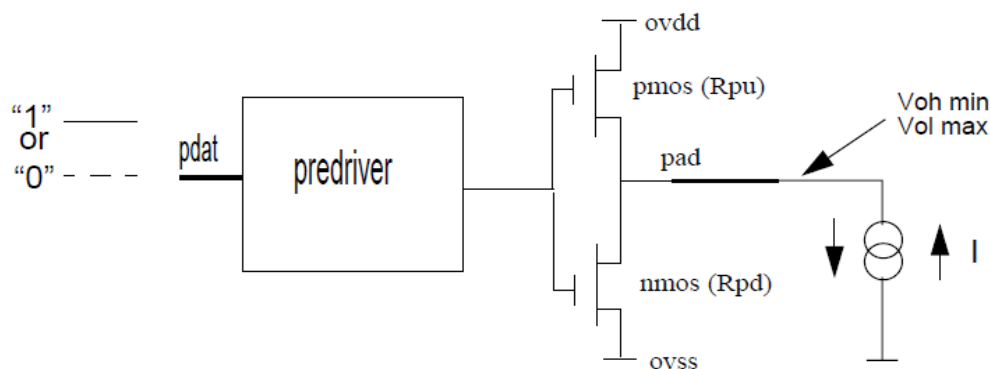 ovdd
pmos (Rpu)
"1"
or
"0"
pdat
predriver
pad
Voh min
Vol max
I
nmos (Rpd)
ovss